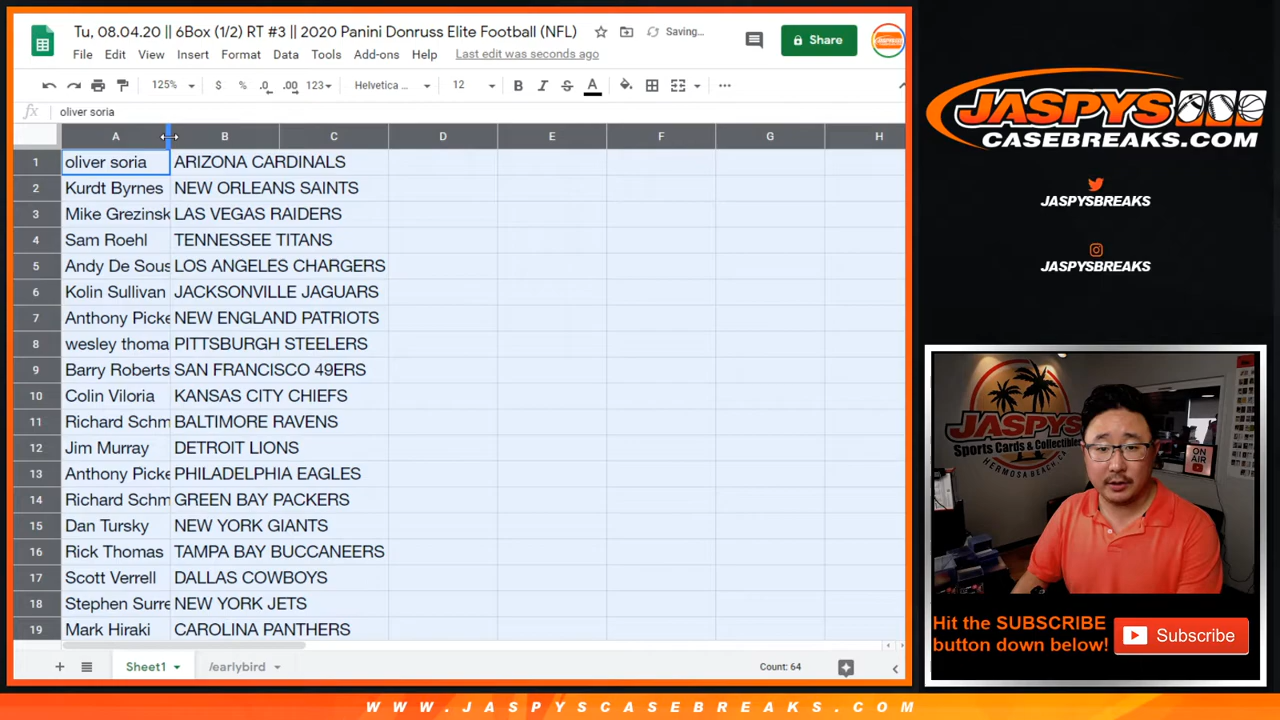 Tu, 08.04.20 || 6Box (1/2) RT #3 || 2020 Panini Donruss Elite Football (NFL)
Saving...
File Edit View Insert Format Data Tools Add-ons Help Last edit was seconds ago
Share
125% $ % .0 .00 123 Helvetica ... 12 B I S A ...
fx oliver soria
A B C D E F G H
1 oliver soria ARIZONA CARDINALS
2 Kurdt Byrnes NEW ORLEANS SAINTS
3 Mike Grezinsk LAS VEGAS RAIDERS
4 Sam Roehl TENNESSEE TITANS
5 Andy De Sous LOS ANGELES CHARGERS
6 Kolin Sullivan JACKSONVILLE JAGUARS
7 Anthony Picke NEW ENGLAND PATRIOTS
8 wesley thoma PITTSBURGH STEELERS
9 Barry Roberts SAN FRANCISCO 49ERS
10 Colin Viloria KANSAS CITY CHIEFS
11 Richard Schm BALTIMORE RAVENS
12 Jim Murray DETROIT LIONS
13 Anthony Picke PHILADELPHIA EAGLES
14 Richard Schm GREEN BAY PACKERS
15 Dan Tursky NEW YORK GIANTS
16 Rick Thomas TAMPA BAY BUCCANEERS
17 Scott Verrell DALLAS COWBOYS
18 Stephen Surre NEW YORK JETS
19 Mark Hiraki CAROLINA PANTHERS
Sheet1 /earlybird Count: 64
JASPYS
CASEBREAKS.COM
JASPYSBREAKS
JASPYSBREAKS
JASPYS
Sports Cards & Collectibles
HERMOSA BEACH, CA
ON AIR
Hit the SUBSCRIBE
button down below!
Subscribe
WWW.JASPYSCASEBREAKS.COM